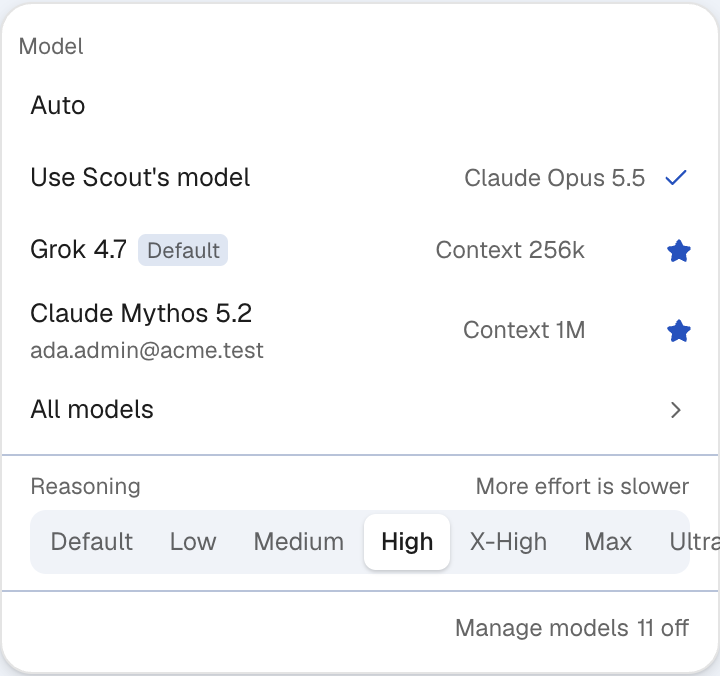 Model
Auto
Use Scout's model Claude Opus 5.5
Grok 4.7 Default Context 256k
Claude Mythos 5.2
ada.admin@acme.test Context 1M
All models
Reasoning More effort is slower
Default Low Medium High X-High Max Ultra
Manage models 11 off